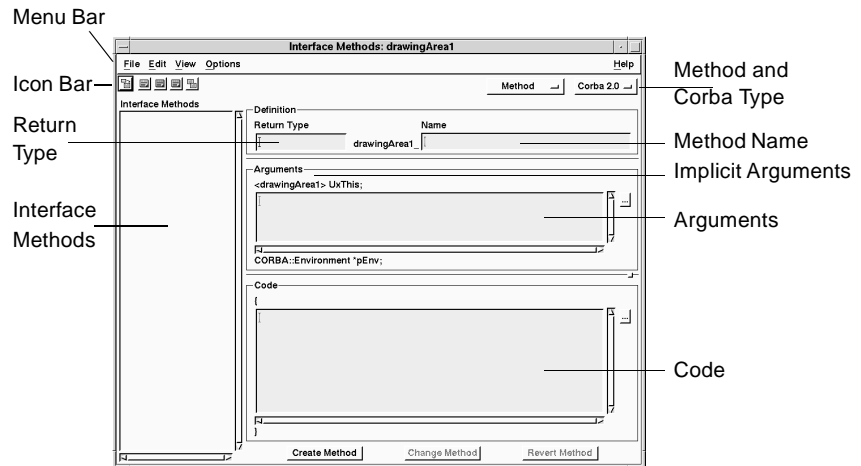 Menu Bar
Interface Methods: drawingArea1
File Edit View Options Help
Icon Bar
Method
Corba 2.0
Method and
Corba Type
Interface Methods
Definition
Return
Type
Return Type
Name
drawingArea1_
Method Name
Arguments
Implicit Arguments
<drawingArea1> UxThis;
...
Interface
Methods
Arguments
CORBA::Environment *pEnv;
Code
{
...
Code
}
Create Method
Change Method
Revert Method